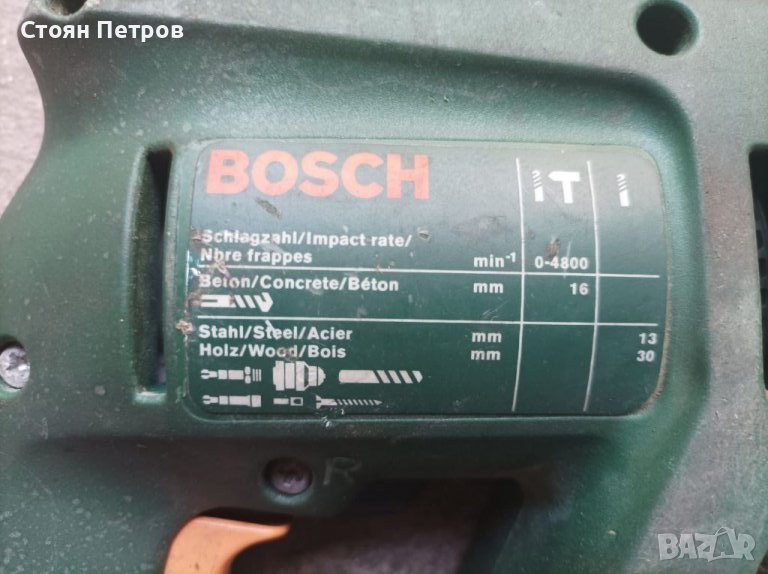 Стоян Петров
BOSCH
Schlagzahl/Impact rate/
Nbre frappes min-1 0-4800
Beton/Concrete/Béton mm 16
Stahl/Steel/Acier mm 13
Holz/Wood/Bois mm 30
R
BAZAR